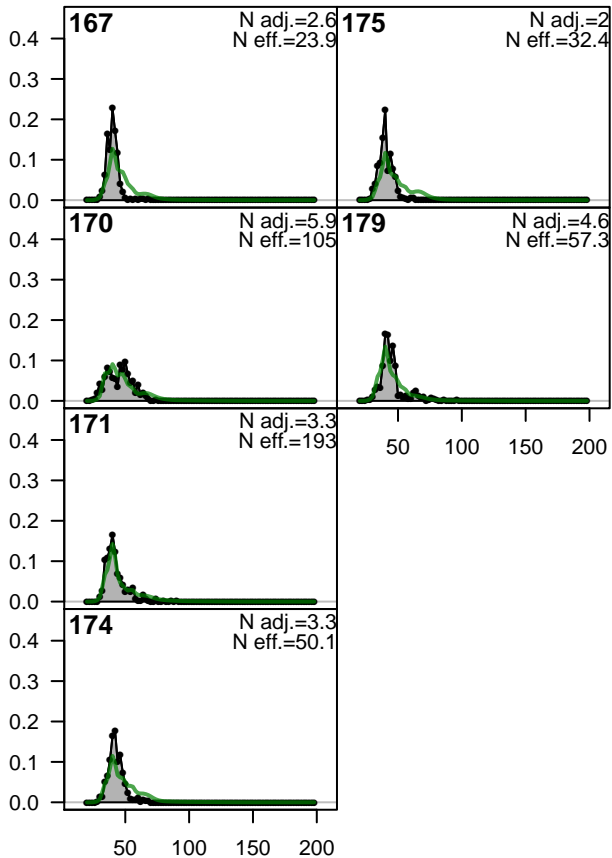 167
N adj.=2.6
N eff.=23.9
175
N adj.=2
N eff.=32.4
0.4
0.3
0.2
0.1
0.0
170
N adj.=5.9
N eff.=105
179
N adj.=4.6
N eff.=57.3
0.4
0.3
0.2
0.1
0.0
50 100 150 200
171
N adj.=3.3
N eff.=193
0.4
0.3
0.2
0.1
0.0
174
N adj.=3.3
N eff.=50.1
0.4
0.3
0.2
0.1
0.0
50 100 150 200